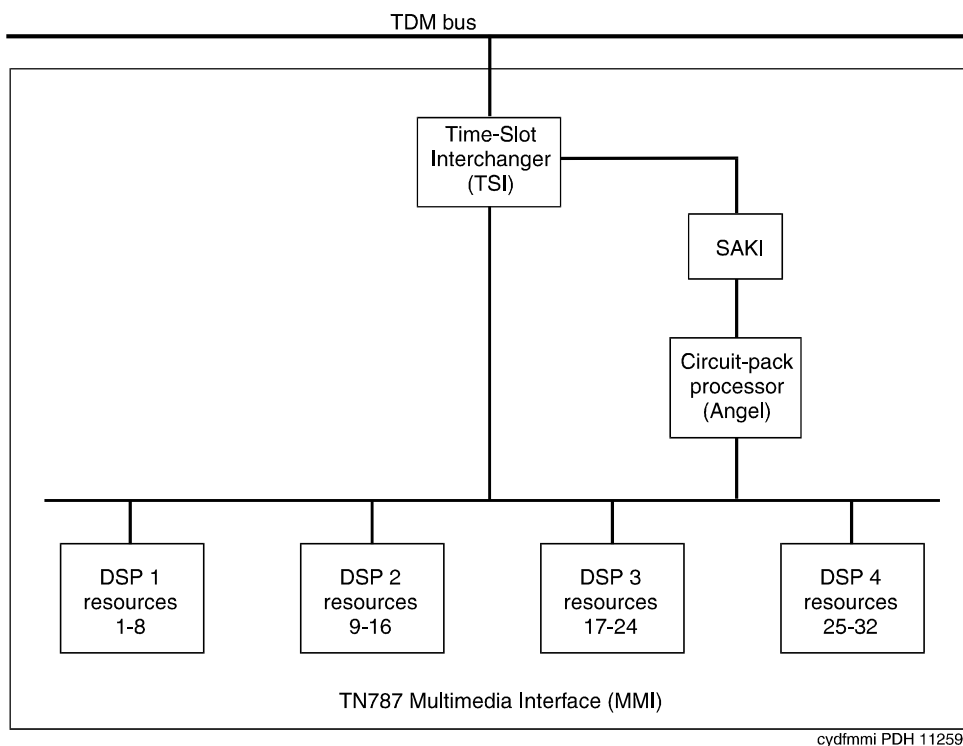 TDM bus
Time-Slot
Interchanger
(TSI)
SAKI
Circuit-pack
processor
(Angel)
DSP 1
resources
1-8
DSP 2
resources
9-16
DSP 3
resources
17-24
DSP 4
resources
25-32
TN787 Multimedia Interface (MMI)
cydfmmi PDH 11259